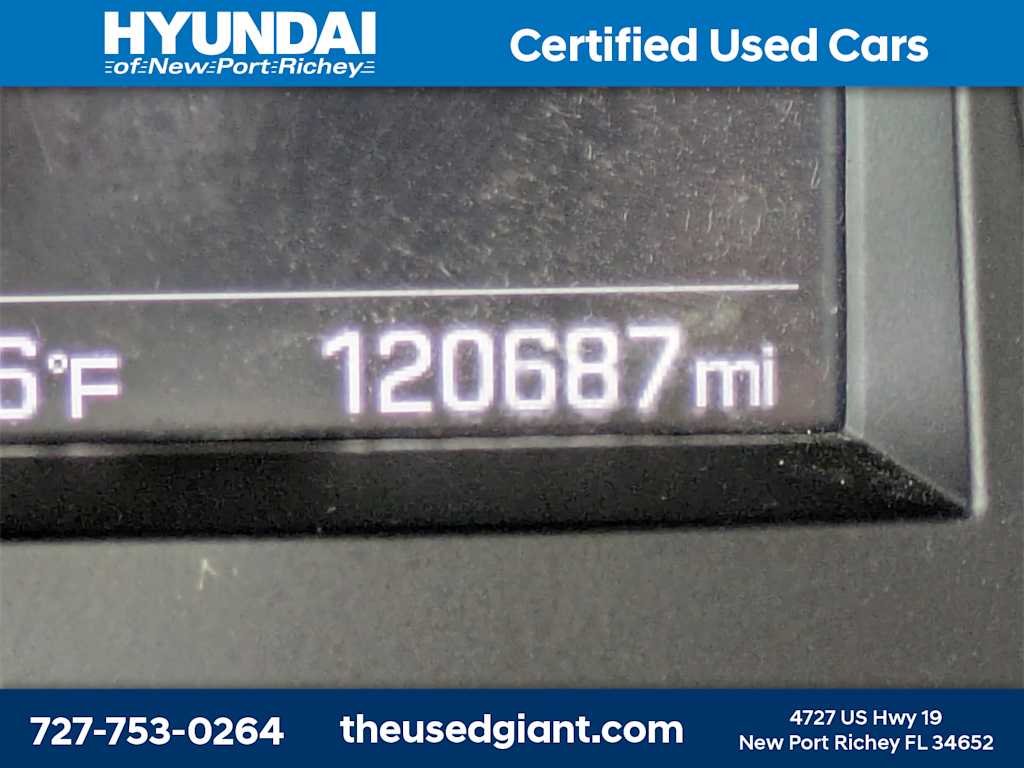 HYUNDAI
of New Port Richey
Certified Used Cars
6°F 120687 mi
727-753-0264
theusedgiant.com
4727 US Hwy 19
New Port Richey FL 34652